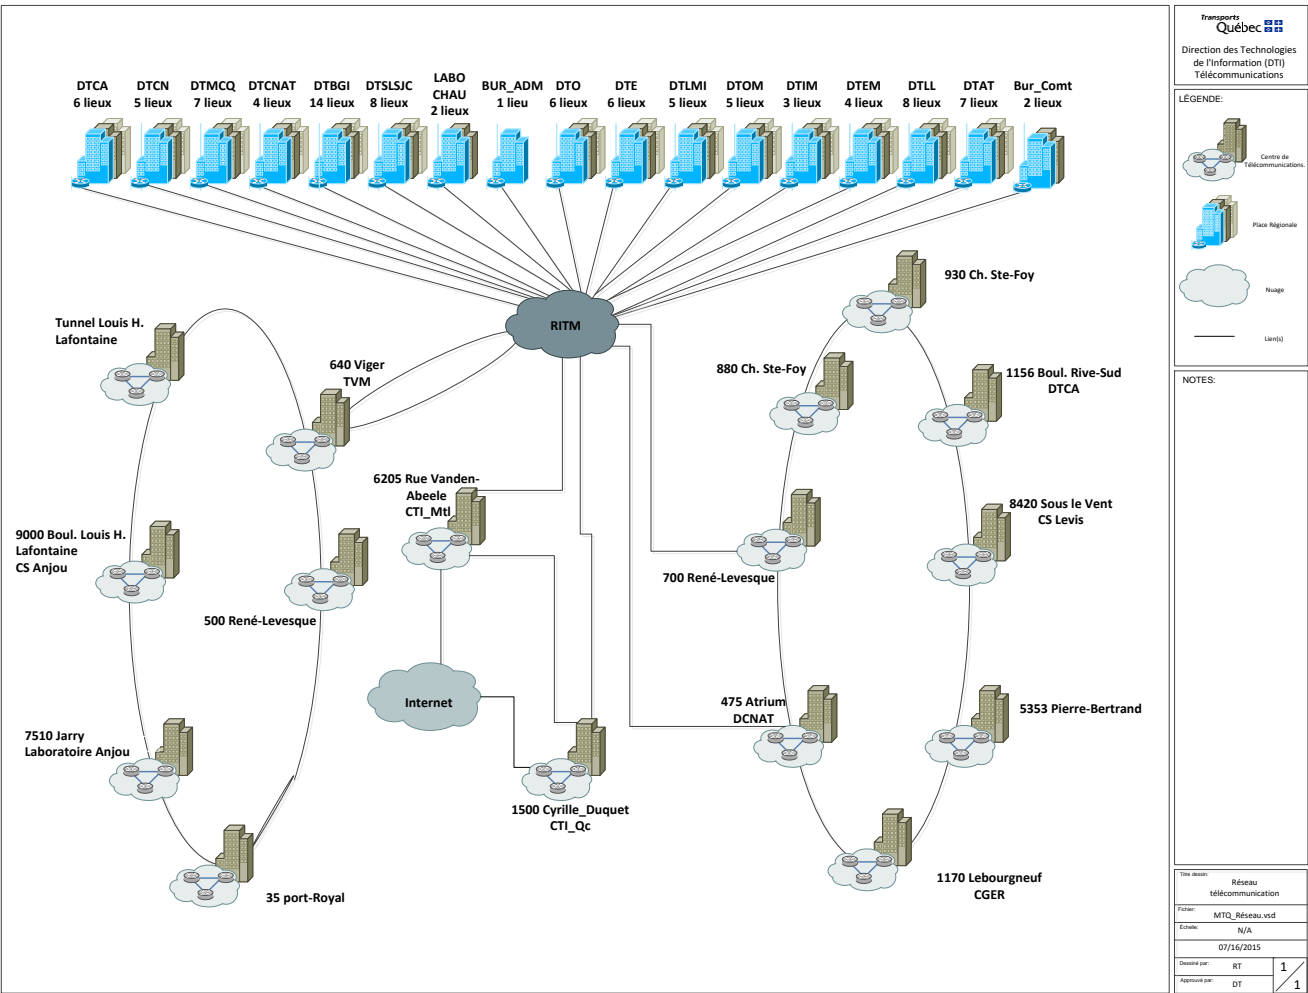 DTCA
6 lieux
DTCN
5 lieux
DTMCQ
7 lieux
DTCNAT
4 lieux
DTBGI
14 lieux
DTSLSJC
8 lieux
LABO
CHAU
2 lieux
BUR_ADM
1 lieu
DTO
6 lieux
DTE
6 lieux
DTLMI
5 lieux
DTOM
5 lieux
DTIM
3 lieux
DTEM
4 lieux
DTLL
8 lieux
DTAT
7 lieux
Bur_Comt
2 lieux
RITM
Tunnel Louis H.
Lafontaine
640 Viger
TVM
9000 Boul. Louis H.
Lafontaine
CS Anjou
500 René-Levesque
7510 Jarry
Laboratoire Anjou
35 port-Royal
6205 Rue Vanden-
Abeele
CTI_Mtl
Internet
1500 Cyrille_Duquet
CTI_Qc
930 Ch. Ste-Foy
880 Ch. Ste-Foy
1156 Boul. Rive-Sud
DTCA
8420 Sous le Vent
CS Levis
700 René-Levesque
475 Atrium
DCNAT
5353 Pierre-Bertrand
1170 Lebourgneuf
CGER
Transports
Québec
Direction des Technologies
de l'Information (DTI)
Télécommunications
LÉGENDE:
Centre de
Télécommunications.
Place Régionale
Nuage
Lien(s)
NOTES:
Titre dessin:
Réseau
télécommunication
Fichier:
MTQ_Réseau.vsd
Échelle:
N/A
07/16/2015
Dessiné par:
RT
Approuvé par:
DT
1
1